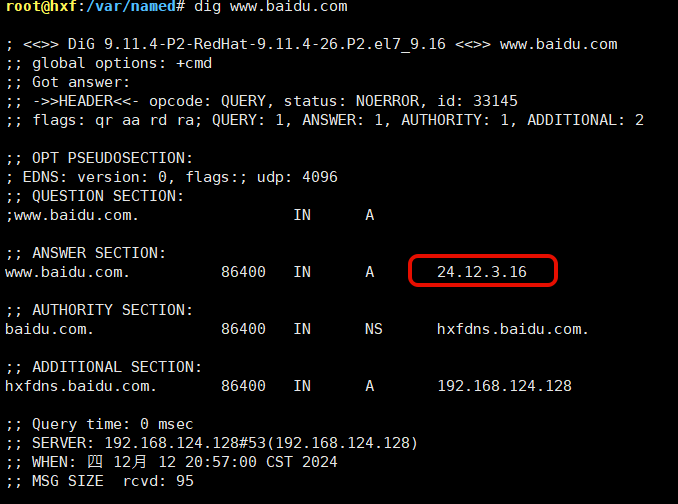 root@hxf:/var/named# dig www.baidu.com
; <<>> DiG 9.11.4-P2-RedHat-9.11.4-26.P2.el7_9.16 <<>> www.baidu.com
;; global options: +cmd
;; Got answer:
;; ->>HEADER<<- opcode: QUERY, status: NOERROR, id: 33145
;; flags: qr aa rd ra; QUERY: 1, ANSWER: 1, AUTHORITY: 1, ADDITIONAL: 2
;; OPT PSEUDOSECTION:
; EDNS: version: 0, flags:; udp: 4096
;; QUESTION SECTION:
;www.baidu.com. IN A
;; ANSWER SECTION:
www.baidu.com. 86400 IN A 24.12.3.16
;; AUTHORITY SECTION:
baidu.com. 86400 IN NS hxfdns.baidu.com.
;; ADDITIONAL SECTION:
hxfdns.baidu.com. 86400 IN A 192.168.124.128
;; Query time: 0 msec
;; SERVER: 192.168.124.128#53(192.168.124.128)
;; WHEN: 四 12月 12 20:57:00 CST 2024
;; MSG SIZE rcvd: 95